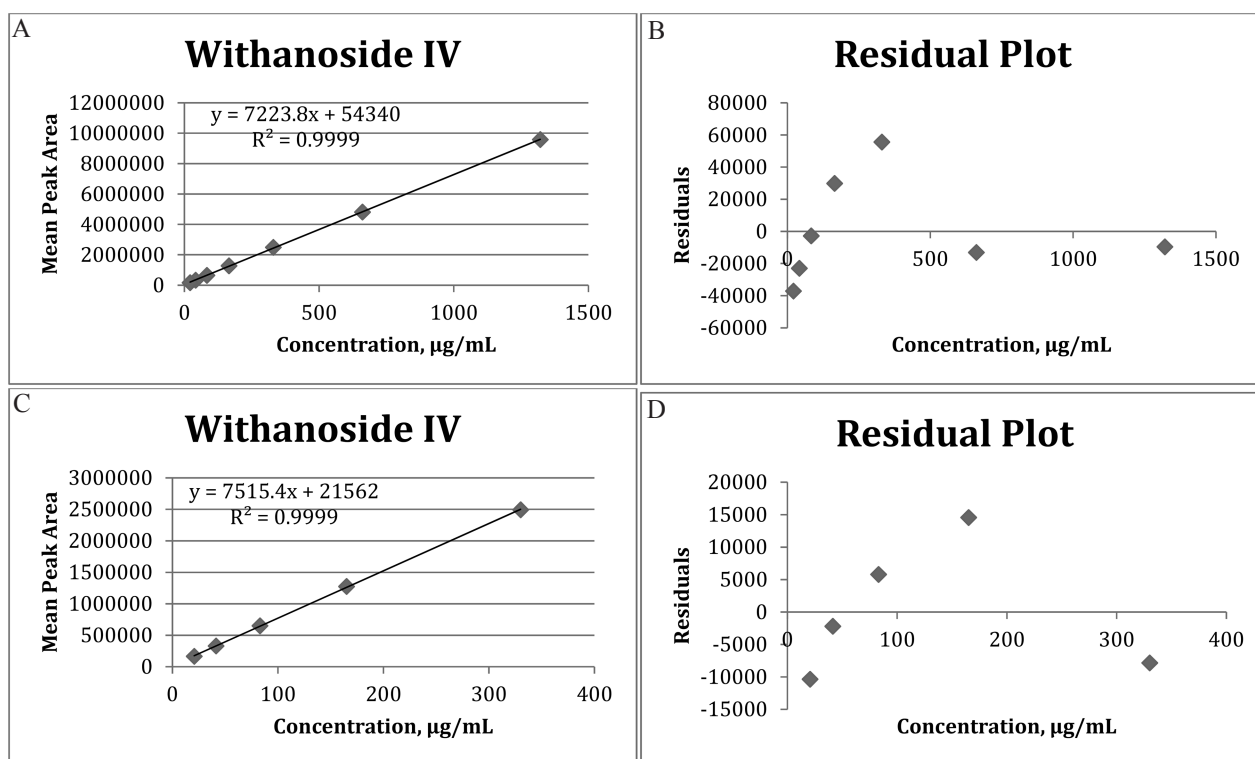 A
Withanoside IV
y = 7223.8x + 54340
R² = 0.9999
Mean Peak Area
12000000
10000000
8000000
6000000
4000000
2000000
0
0 500 1000 1500
Concentration, µg/mL
B
Residual Plot
Residuals
80000
60000
40000
20000
0
-20000
-40000
-60000
0 500 1000 1500
Concentration, µg/mL
C
Withanoside IV
y = 7515.4x + 21562
R² = 0.9999
Mean Peak Area
3000000
2500000
2000000
1500000
1000000
500000
0
0 100 200 300 400
Concentration, µg/mL
D
Residual Plot
Residuals
20000
15000
10000
5000
0
-5000
-10000
-15000
0 100 200 300 400
Concentration, µg/mL